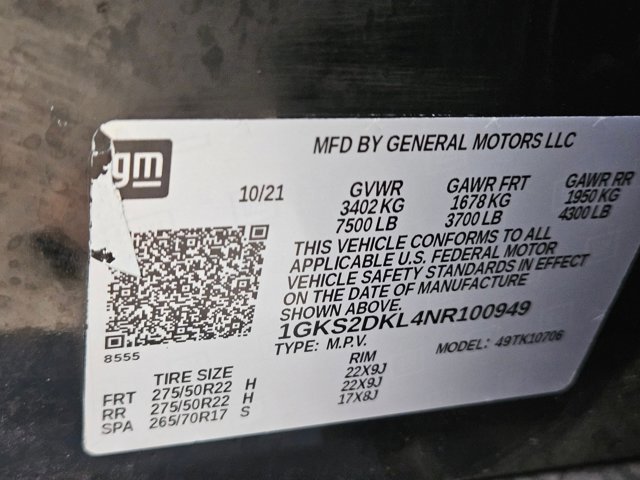 gm
MFD BY GENERAL MOTORS LLC
10/21
GVWR GAWR FRT GAWR RR
3402 KG 1678 KG 1950 KG
7500 LB 3700 LB 4300 LB
THIS VEHICLE CONFORMS TO ALL
APPLICABLE U.S. FEDERAL MOTOR
VEHICLE SAFETY STANDARDS IN EFFECT
ON THE DATE OF MANUFACTURE
SHOWN ABOVE.
1GKS2DKL4NR100949
8555
TYPE: M.P.V. MODEL: 49TK10706
TIRE SIZE RIM
FRT 275/50R22 H 22X9J
RR 275/50R22 H 22X9J
SPA 265/70R17 S 17X8J